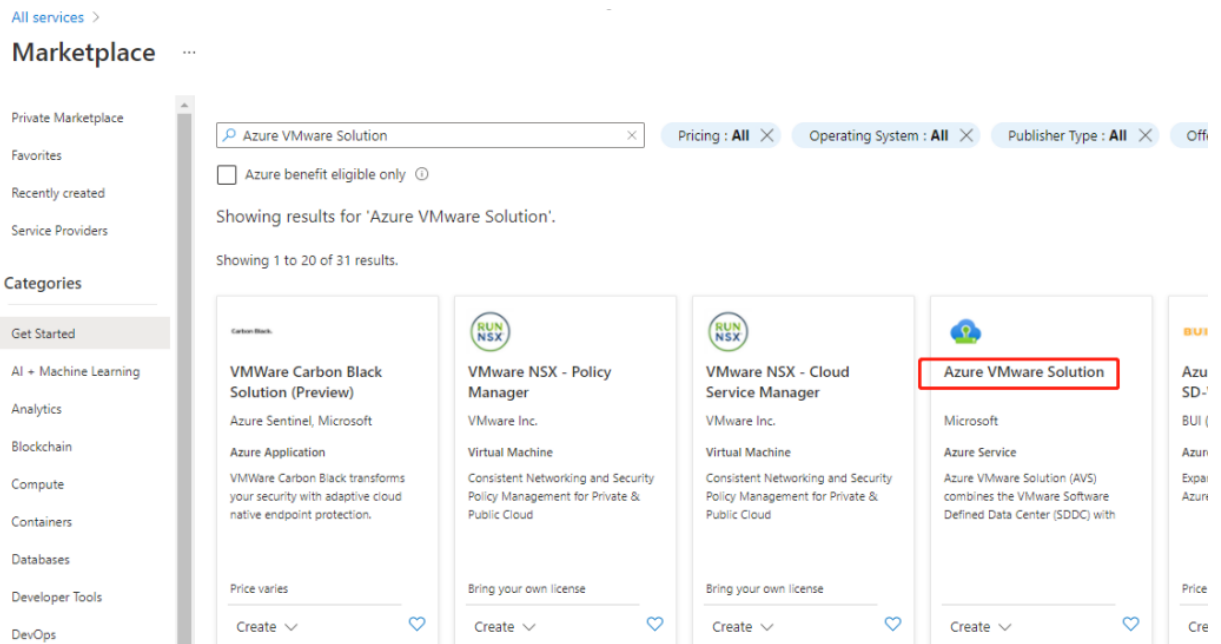 All services >
Marketplace ...
Private Marketplace
Favorites
Recently created
Service Providers
Categories
Get Started
AI + Machine Learning
Analytics
Blockchain
Compute
Containers
Databases
Developer Tools
DevOps
Azure VMware Solution
Pricing : All
Operating System : All
Publisher Type : All
Azure benefit eligible only
Showing results for 'Azure VMware Solution'.
Showing 1 to 20 of 31 results.
Carbon Black.
VMWare Carbon Black
Solution (Preview)
Azure Sentinel, Microsoft
Azure Application
VMWare Carbon Black transforms
your security with adaptive cloud
native endpoint protection.
Price varies
Create
RUN
NSX
VMware NSX - Policy
Manager
VMware Inc.
Virtual Machine
Consistent Networking and Security
Policy Management for Private &
Public Cloud
Bring your own license
Create
RUN
NSX
VMware NSX - Cloud
Service Manager
VMware Inc.
Virtual Machine
Consistent Networking and Security
Policy Management for Private &
Public Cloud
Bring your own license
Create
Azure VMware Solution
Microsoft
Azure Service
Azure VMware Solution (AVS)
combines the VMware Software
Defined Data Center (SDDC) with
Create
BUI
Price